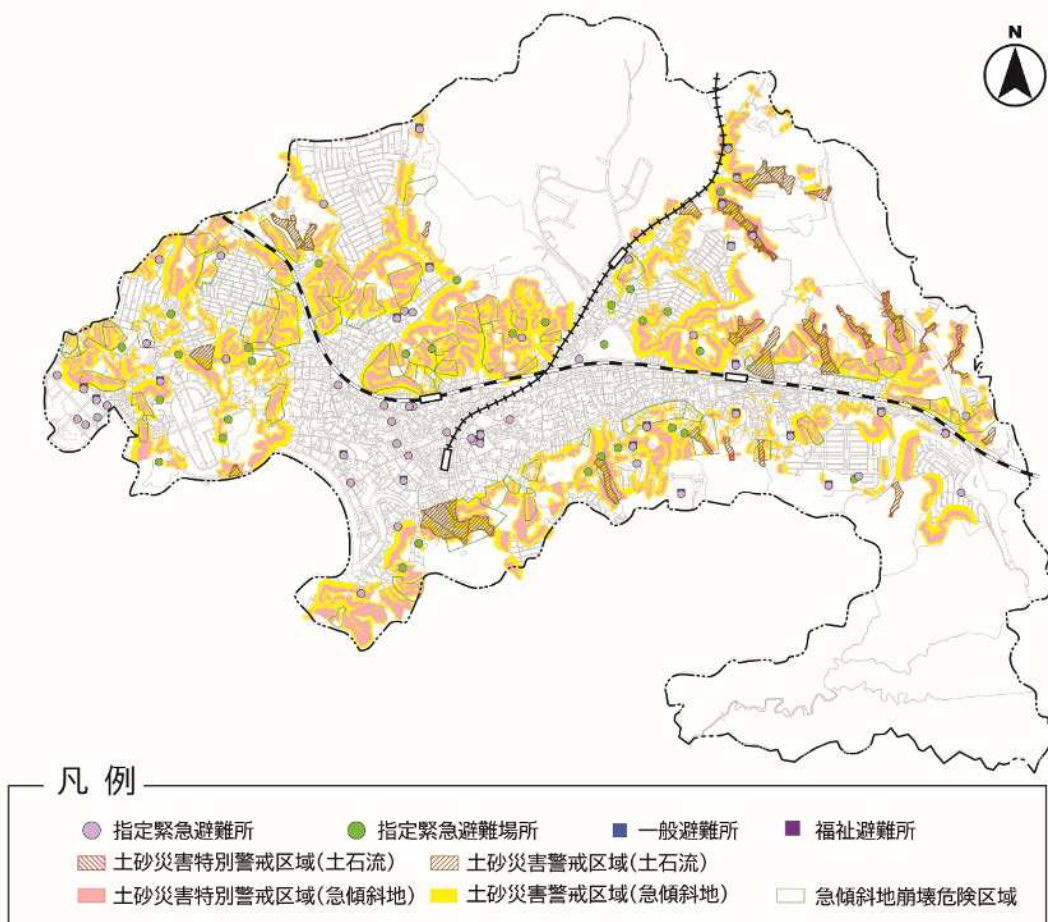 N
凡 例
指定緊急避難所 指定緊急避難場所 一般避難所 福祉避難所
土砂災害特別警戒区域(土石流) 土砂災害警戒区域(土石流)
土砂災害特別警戒区域(急傾斜地) 土砂災害警戒区域(急傾斜地) 急傾斜地崩壊危険区域